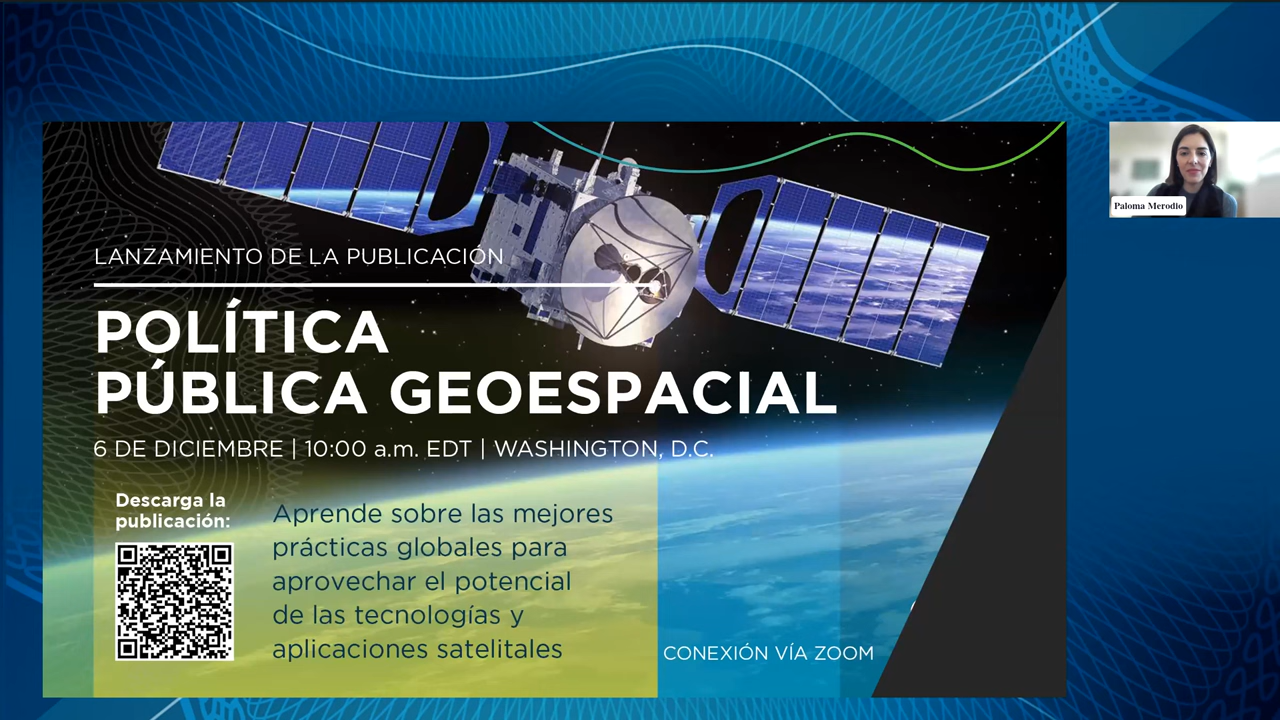 LANZAMIENTO DE LA PUBLICACIÓN
POLÍTICA
PÚBLICA GEOESPACIAL
6 DE DICIEMBRE | 10:00 a.m. EDT | WASHINGTON, D.C.
Descarga la
publicación:
Aprende sobre las mejores
prácticas globales para
aprovechar el potencial
de las tecnologías y
aplicaciones satelitales
CONEXIÓN VÍA ZOOM
Paloma Merodio